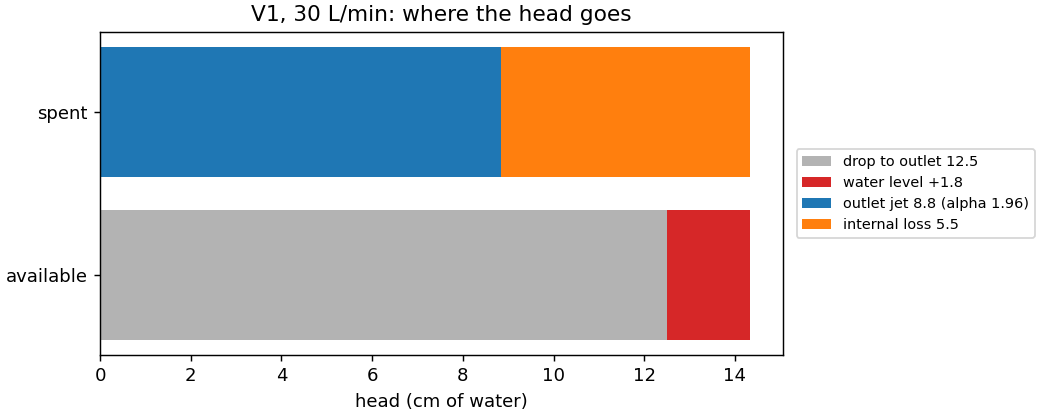 V1, 30 L/min: where the head goes
spent
available
0 2 4 6 8 10 12 14
head (cm of water)
drop to outlet 12.5
water level +1.8
outlet jet 8.8 (alpha 1.96)
internal loss 5.5